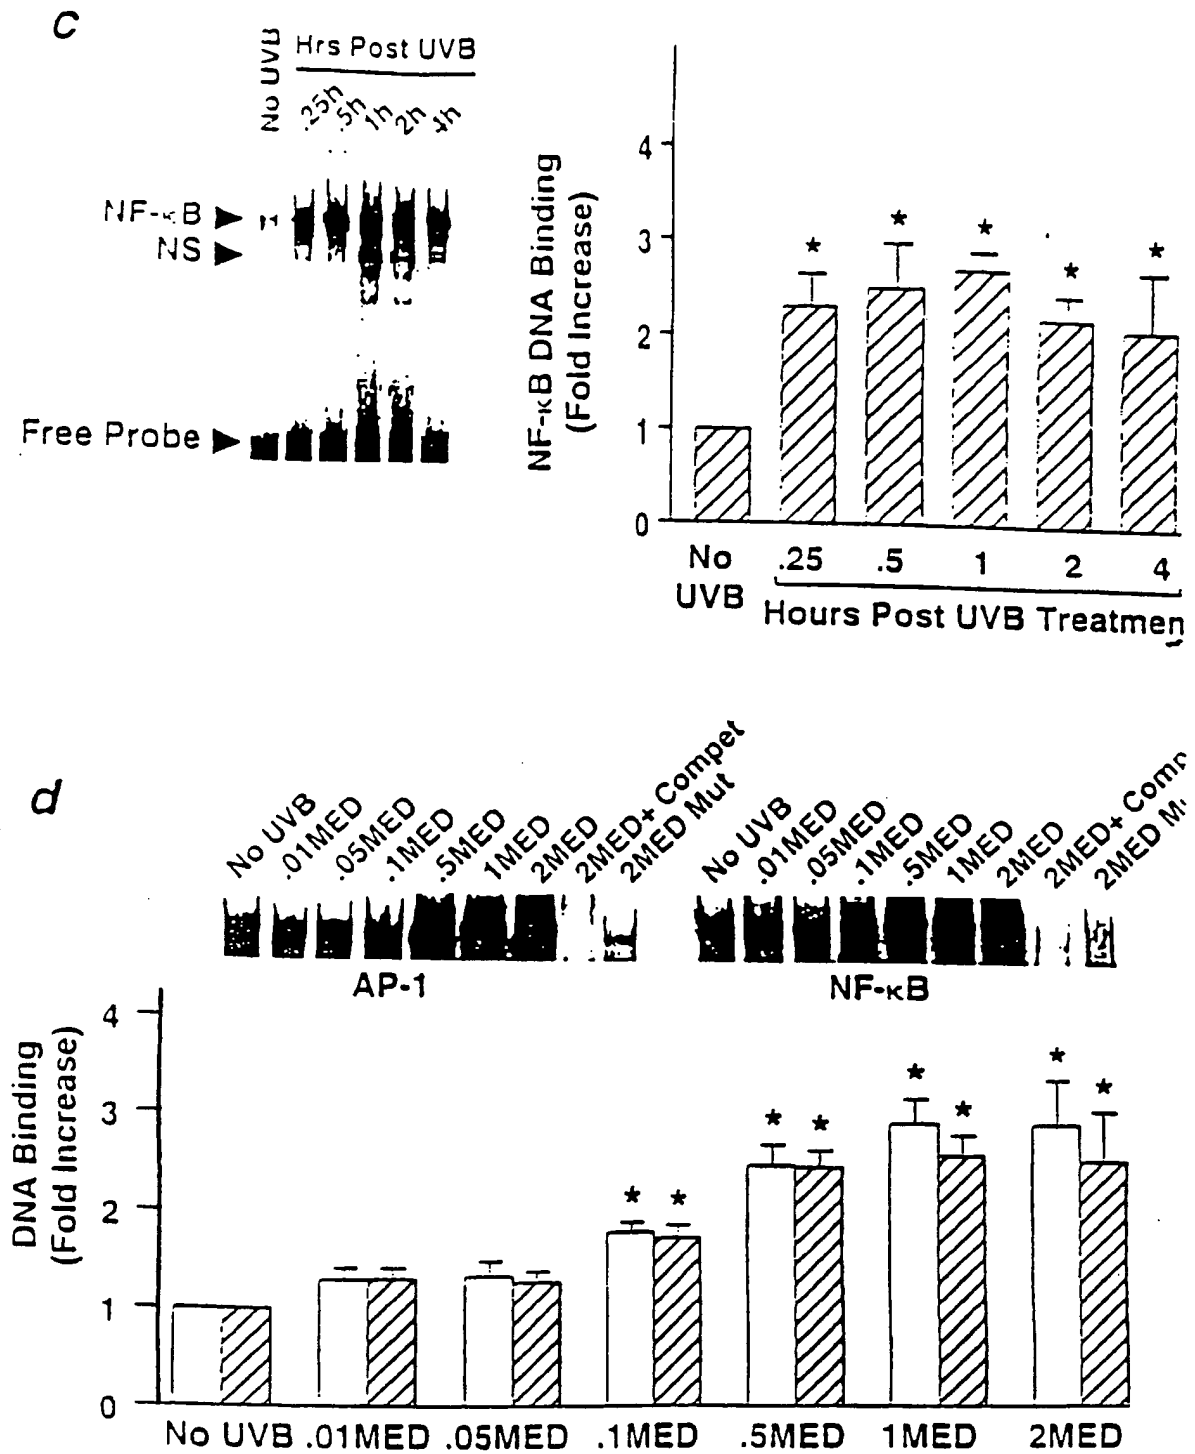 c
No UVB
Hrs Post UVB
.25h
.5h
1h
2h
4h
NF-κB
NS
Free Probe
NF-κB DNA Binding
(Fold Increase)
4
3
2
1
0
* * * * *
No UVB
.25 .5 1 2 4
Hours Post UVB Treatmen
d
No UVB
.01MED
.05MED
.1MED
.5MED
1MED
2MED
2MED+ Compet
2MED Mut
No UVB
.01MED
.05MED
.1MED
.5MED
1MED
2MED
2MED+ Comp
2MED M
AP-1
NF-κB
DNA Binding
(Fold Increase)
4
3
2
1
0
* * * * * * * *
No UVB .01MED .05MED .1MED .5MED 1MED 2MED